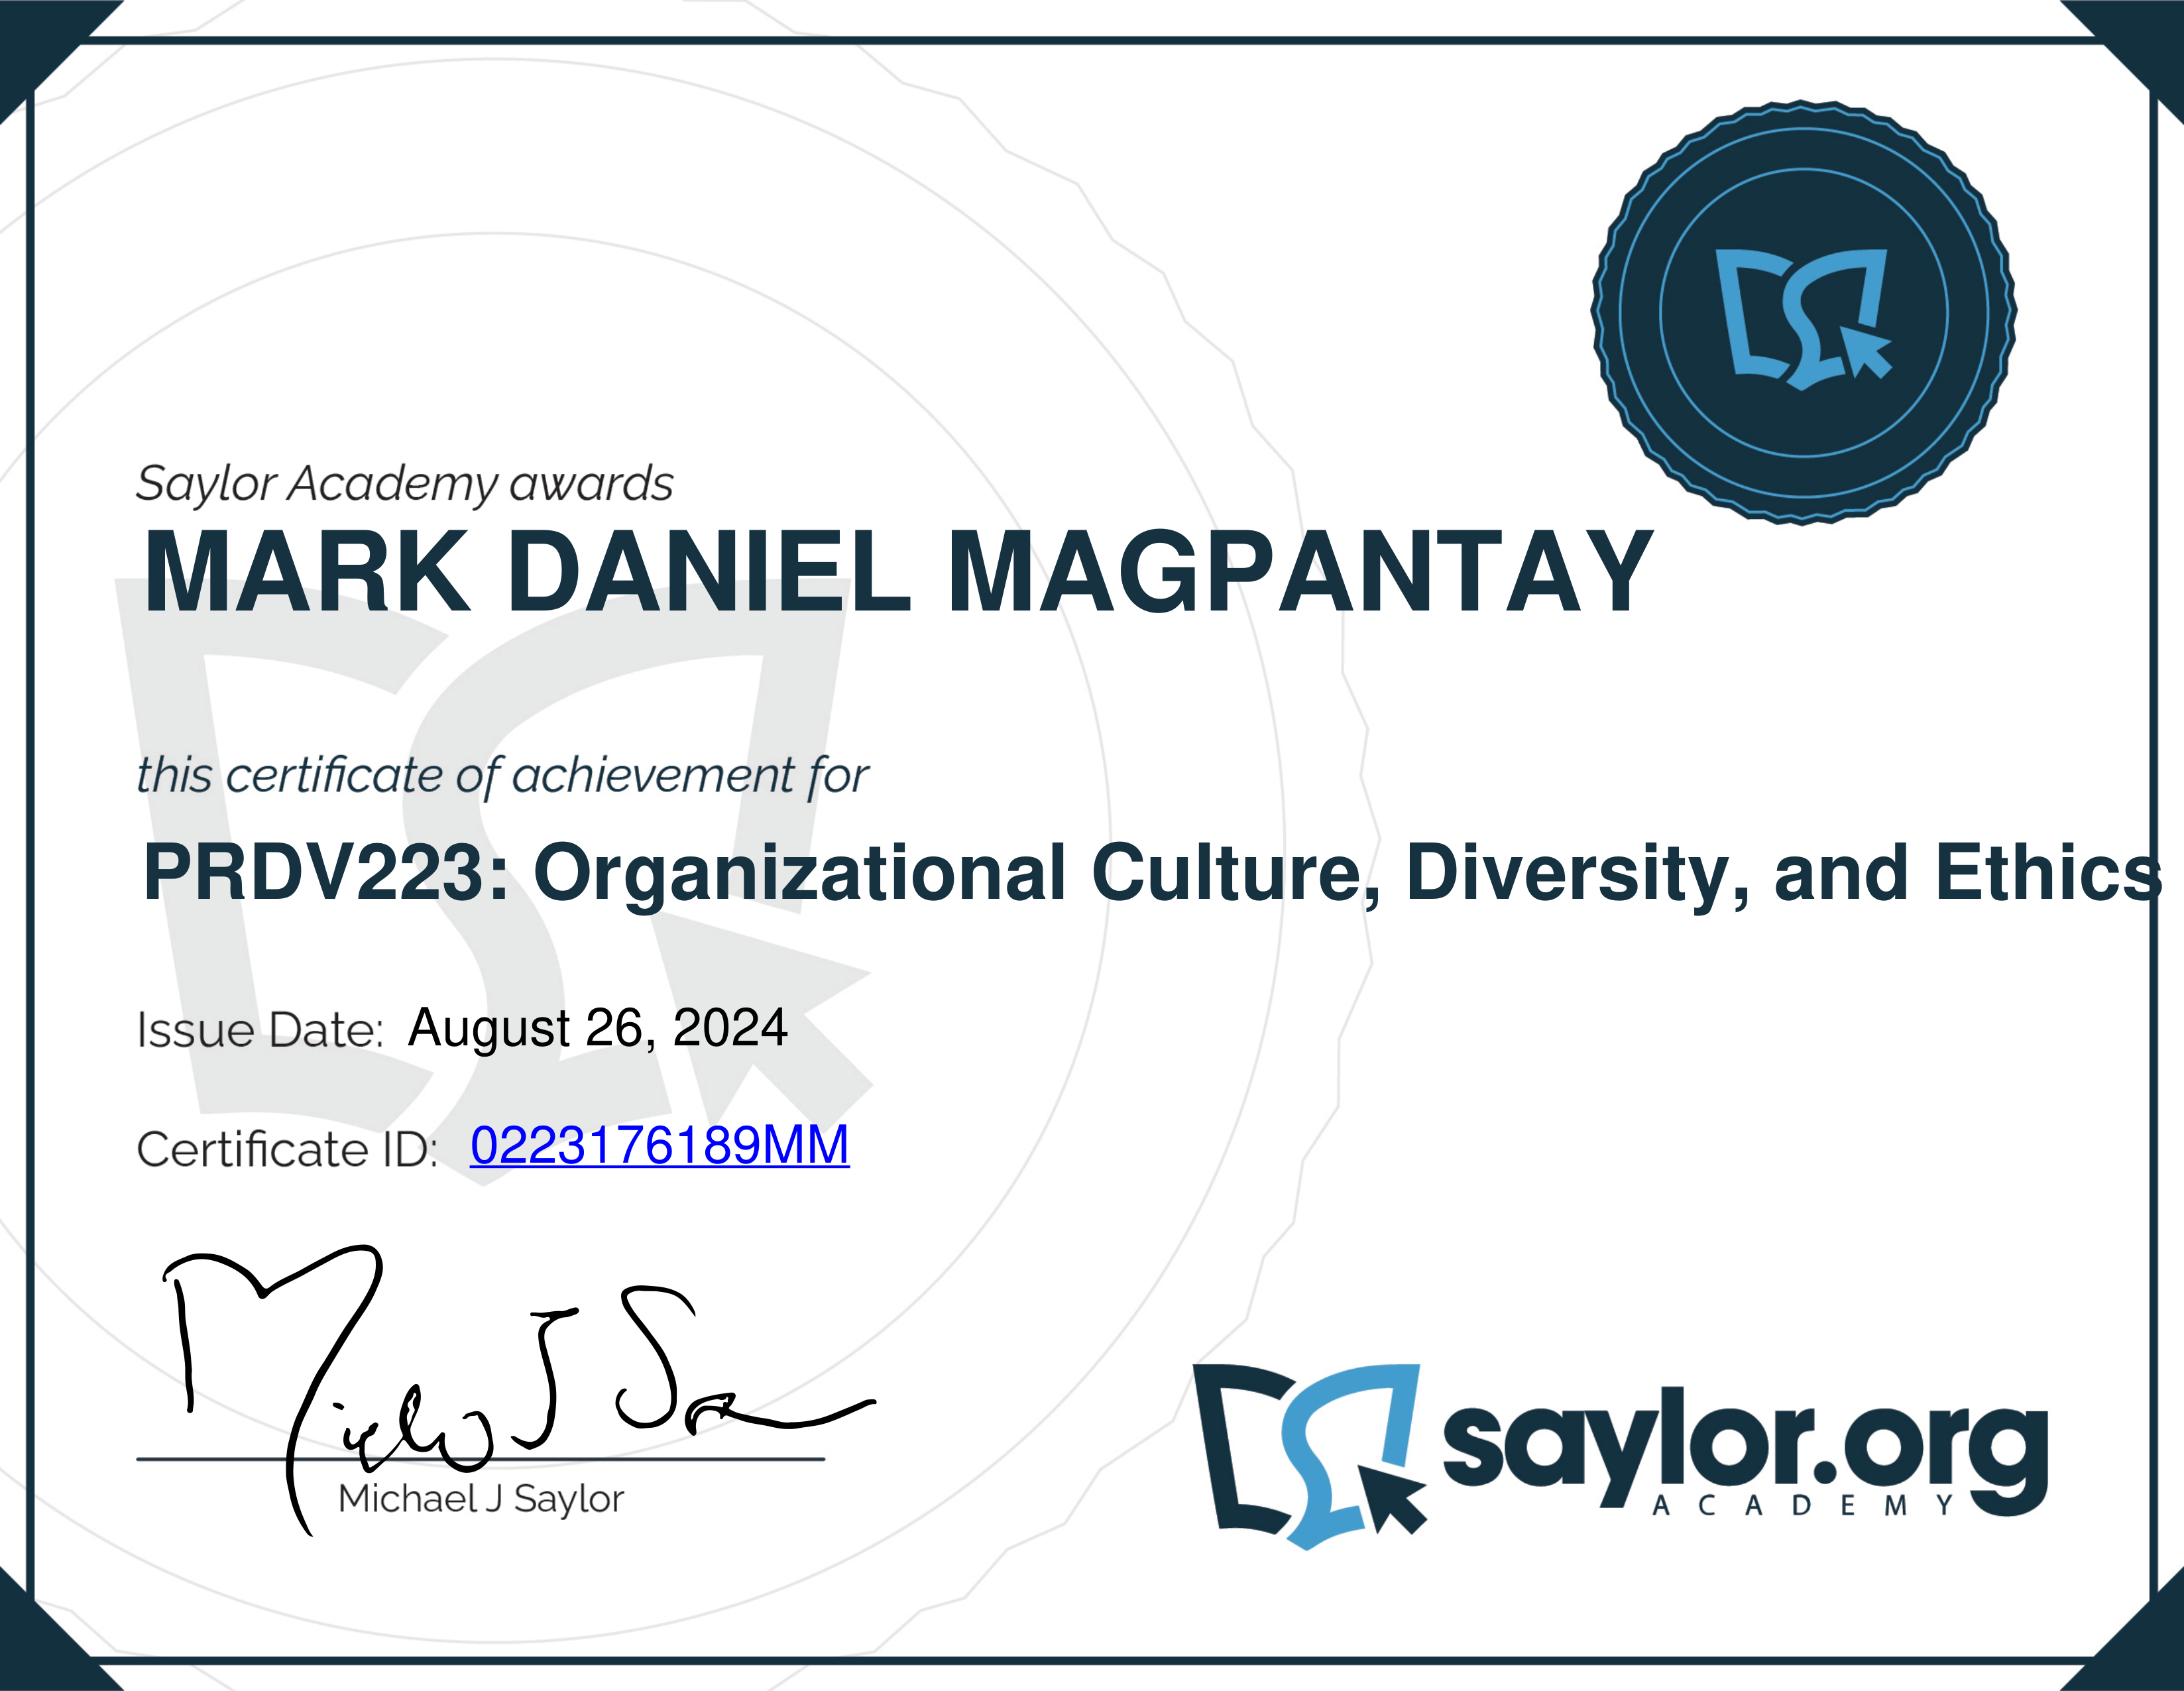 Saylor Academy awards
MARK DANIEL MAGPANTAY
this certificate of achievement for
PRDV223: Organizational Culture, Diversity, and Ethics
Issue Date: August 26, 2024
Certificate ID: 0223176189MM
Michael J Saylor
saylor.org
ACADEMY